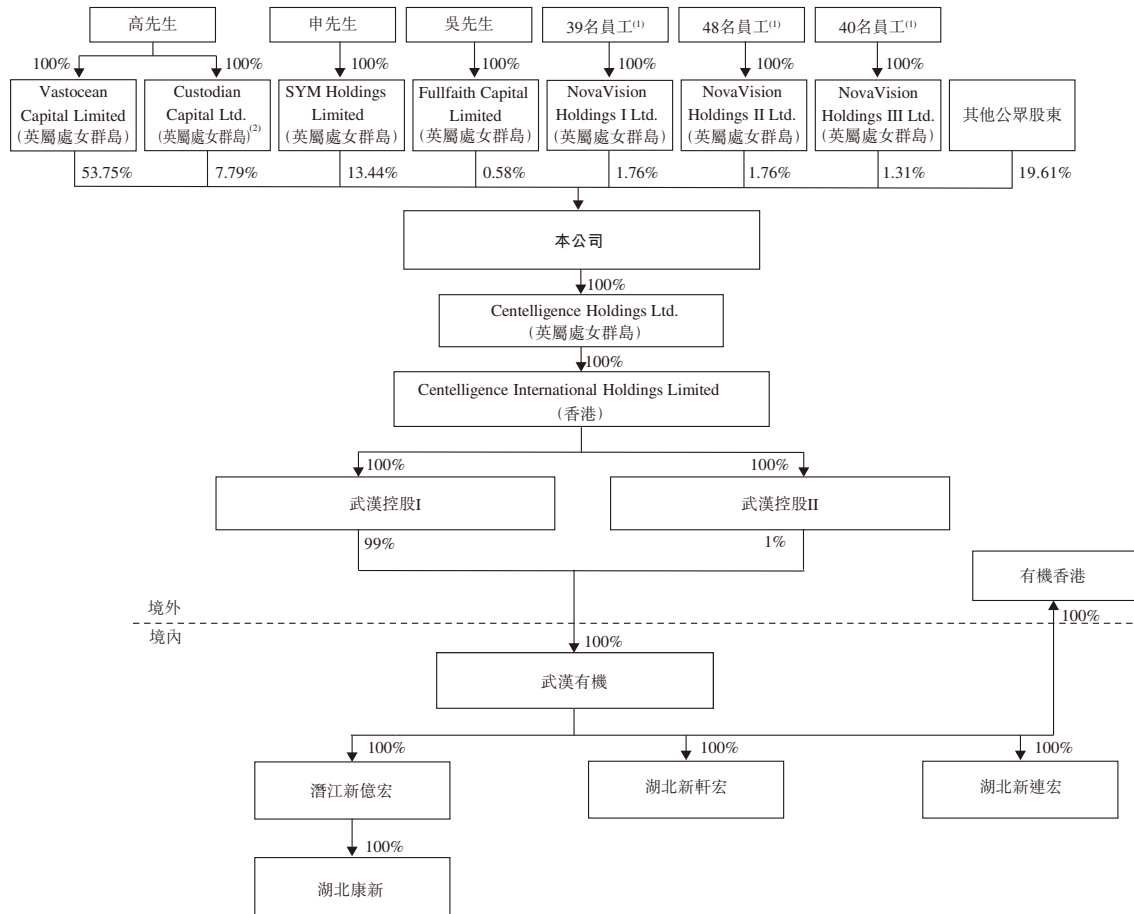 高先生
申先生
吳先生
39名員工(1)
48名員工(1)
40名員工(1)
100%
100%
100%
100%
100%
100%
100%
Vastocean
Capital Limited
(英屬處女群島)
Custodian
Capital Ltd.
(英屬處女群島)(2)
SYM Holdings
Limited
(英屬處女群島)
Fullfaith Capital
Limited
(英屬處女群島)
NovaVision
Holdings I Ltd.
(英屬處女群島)
NovaVision
Holdings II Ltd.
(英屬處女群島)
NovaVision
Holdings III Ltd.
(英屬處女群島)
其他公眾股東
53.75%
7.79%
13.44%
0.58%
1.76%
1.76%
1.31%
19.61%
本公司
100%
Centelligence Holdings Ltd.
(英屬處女群島)
100%
Centelligence International Holdings Limited
(香港)
100%
100%
武漢控股I
武漢控股II
99%
1%
有機香港
境外
100%
境內
100%
武漢有機
100%
100%
100%
潛江新億宏
湖北新軒宏
湖北新連宏
100%
湖北康新